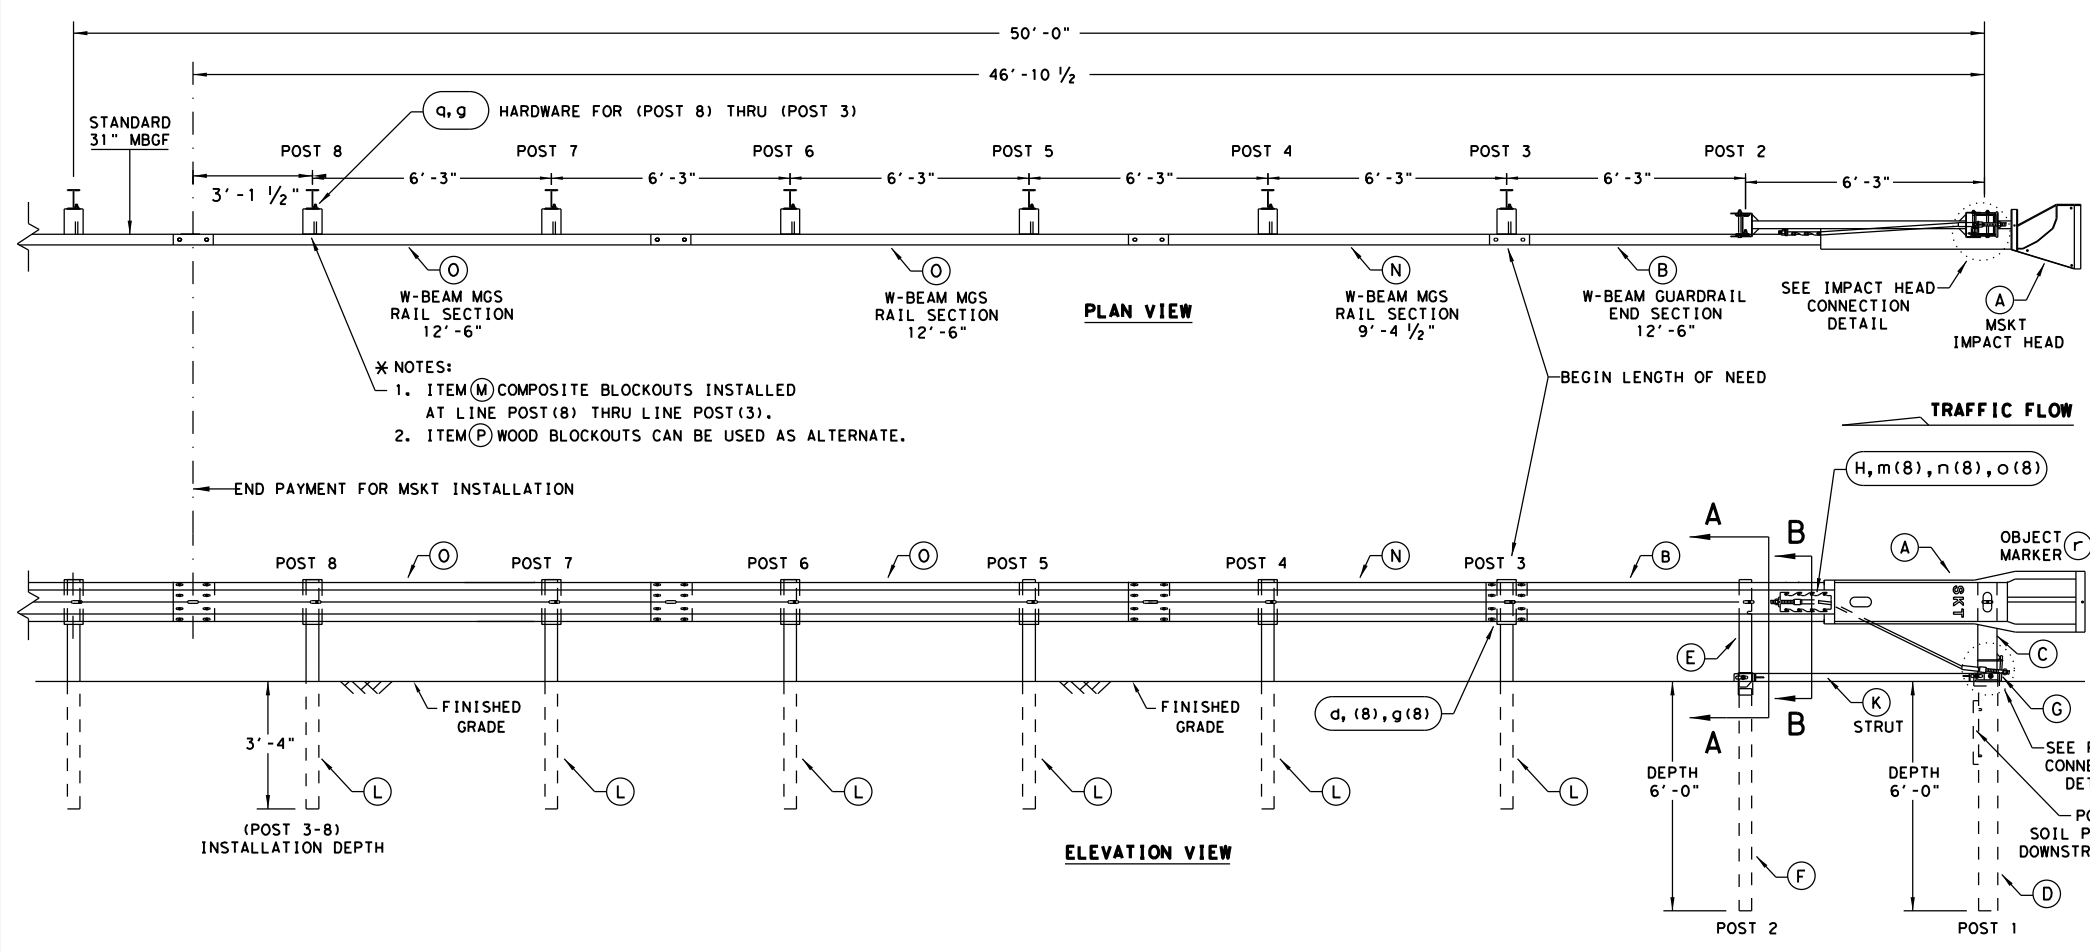 50'-0"
46'-10 ½
q,g HARDWARE FOR (POST 8) THRU (POST 3)
STANDARD
31" MBGF
POST 8
POST 7
POST 6
POST 5
POST 4
POST 3
POST 2
3'-1 ½"
6'-3"
6'-3"
6'-3"
6'-3"
6'-3"
6'-3"
6'-3"
O
W-BEAM MGS
RAIL SECTION
12'-6"
O
W-BEAM MGS
RAIL SECTION
12'-6"
PLAN VIEW
N
W-BEAM MGS
RAIL SECTION
9'-4 ½"
B
W-BEAM GUARDRAIL
END SECTION
12'-6"
SEE IMPACT HEAD
CONNECTION
DETAIL
A
MSKT
IMPACT HEAD
* NOTES:
1. ITEM M COMPOSITE BLOCKOUTS INSTALLED
AT LINE POST(8) THRU LINE POST(3).
2. ITEM P WOOD BLOCKOUTS CAN BE USED AS ALTERNATE.
BEGIN LENGTH OF NEED
TRAFFIC FLOW
H,m(8),n(8),o(8)
END PAYMENT FOR MSKT INSTALLATION
POST 8
O
POST 7
POST 6
O
POST 5
POST 4
N
POST 3
B
A
B
A
OBJECT
MARKER r
SKT
E
C
FINISHED
GRADE
FINISHED
GRADE
d, (8),g(8)
A
B
K
STRUT
G
3'-4"
L
L
L
L
L
L
(POST 3-8)
INSTALLATION DEPTH
ELEVATION VIEW
DEPTH
6'-0"
DEPTH
6'-0"
SEE
DOWNSTR
SOIL
F
D
POST 2
POST 1